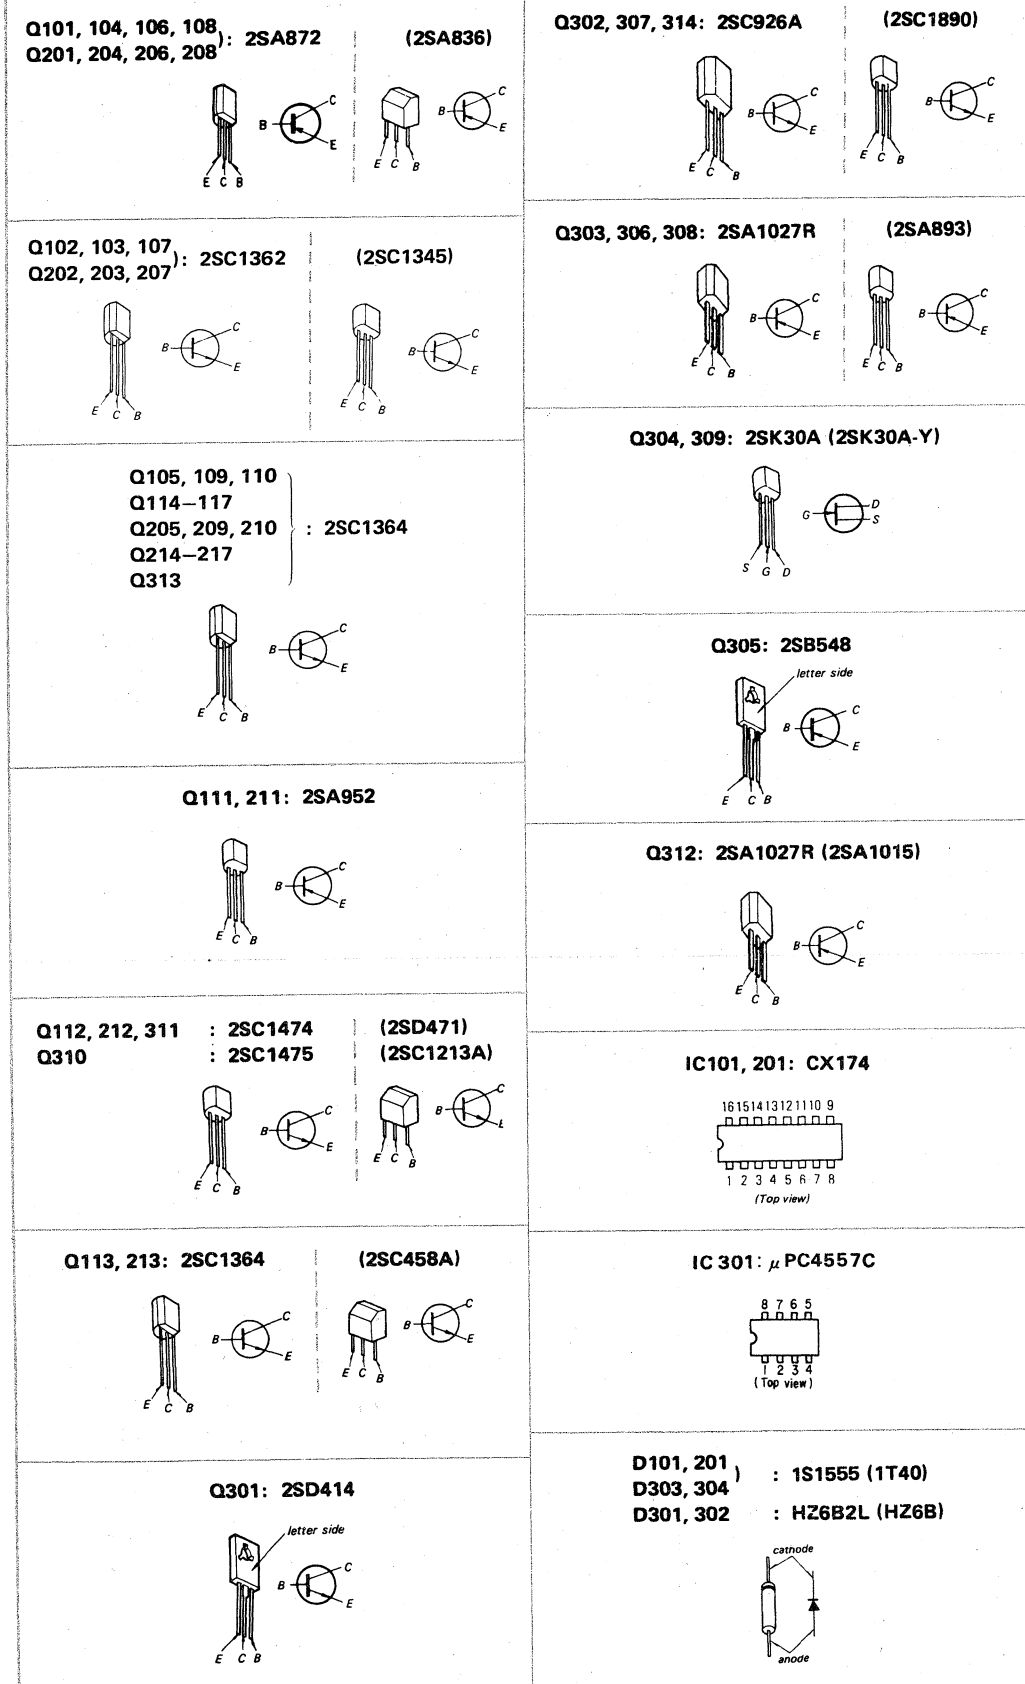 Q101, 104, 106, 108
Q201, 204, 206, 208
): 2SA872
(2SA836)
B
C
E
E C B
B
C
E
E C B
Q102, 103, 107
Q202, 203, 207
): 2SC1362
(2SC1345)
B
C
E
E C B
B
C
E
E C B
Q105, 109, 110
Q114–117
Q205, 209, 210
Q214–217
Q313
: 2SC1364
B
C
E
E C B
Q111, 211: 2SA952
B
C
E
E C B
Q112, 212, 311 : 2SC1474 (2SD471)
Q310 : 2SC1475 (2SC1213A)
B
C
E
E C B
B
C
E
E C B
Q113, 213: 2SC1364
(2SC458A)
B
C
E
E C B
B
C
E
E C B
Q301: 2SD414
letter side
B
C
E
E C B
Q302, 307, 314: 2SC926A
(2SC1890)
B
C
E
E C B
B
C
E
E C B
Q303, 306, 308: 2SA1027R
(2SA893)
B
C
E
E C B
B
C
E
E C B
Q304, 309: 2SK30A (2SK30A-Y)
G
D
S
S G D
Q305: 2SB548
letter side
B
C
E
E C B
Q312: 2SA1027R (2SA1015)
B
C
E
E C B
IC101, 201: CX174
16 15 14 13 12 11 10 9
1 2 3 4 5 6 7 8
(Top view)
IC 301: μ PC4557C
8 7 6 5
1 2 3 4
(Top view)
D101, 201
D303, 304
) : 1S1555 (1T40)
D301, 302 : HZ6B2L (HZ6B)
cathode
anode